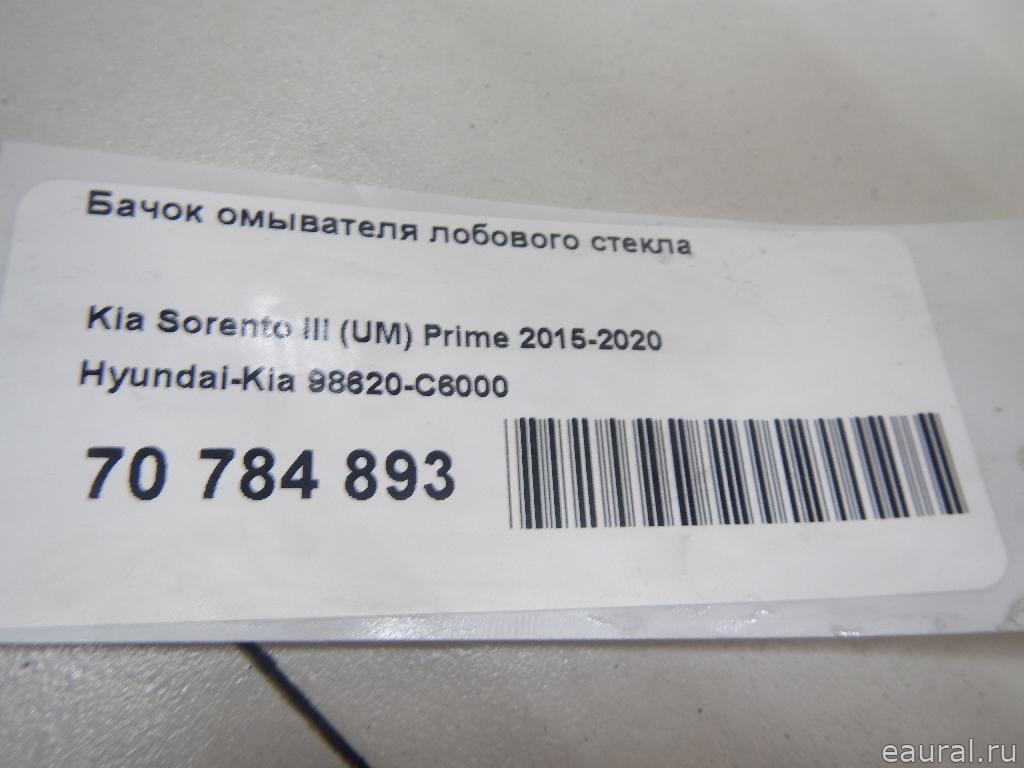 Бачок омывателя лобового стекла
Kia Sorento III (UM) Prime 2015-2020
Hyundai-Kia 98620-C6000
70 784 893
eaural.ru